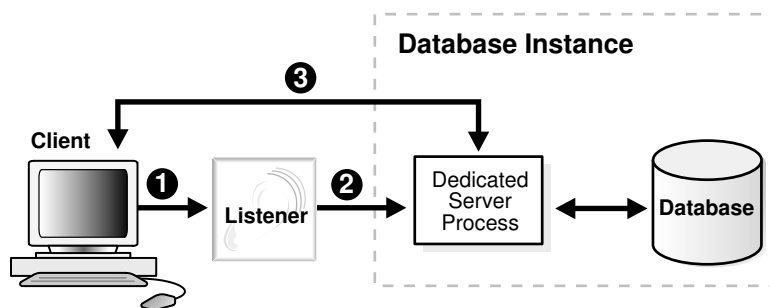 Database Instance
3
Client
1
Listener
2
Dedicated
Server
Process
Database